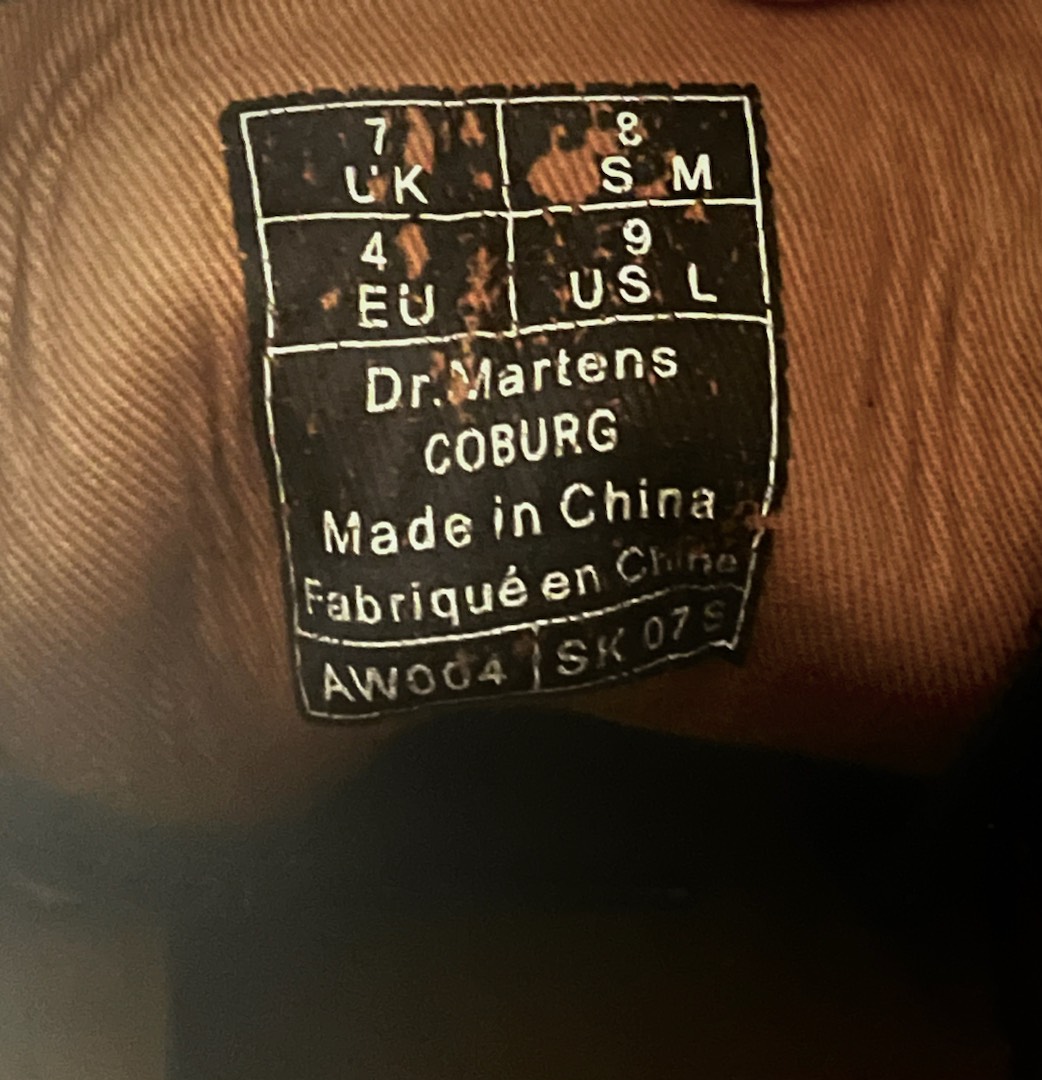 7 8
UK S M
4 9
EU US L
Dr.Martens
COBURG
Made in China
Fabriqué en Chine
AW004 SK 07 S